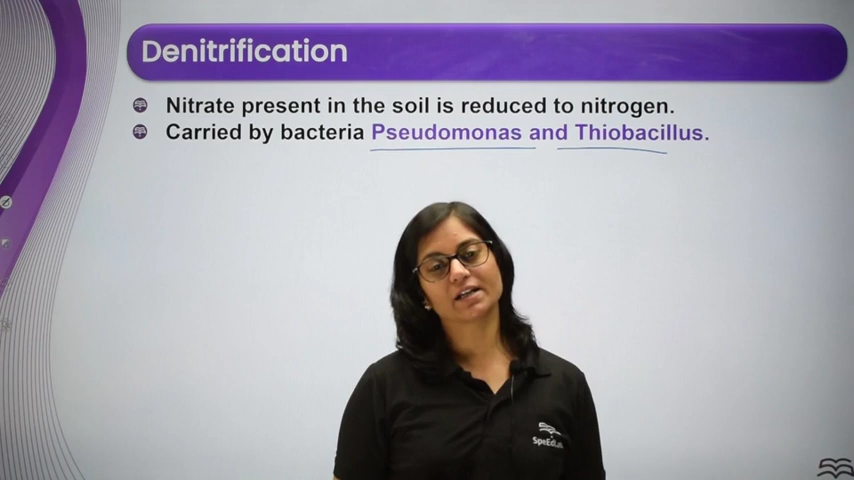 Denitrification
Nitrate present in the soil is reduced to nitrogen.
Carried by bacteria Pseudomonas and Thiobacillus.